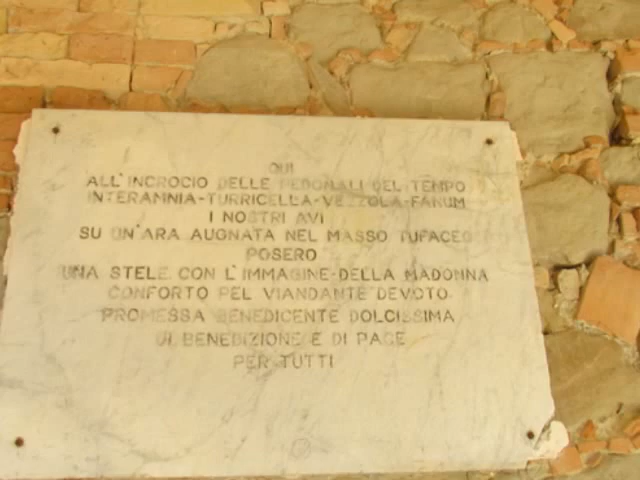 QUI
ALL'INCROCIO DELLE PEDONALI DEL TEMPO
INTERAMNIA-TURRICELLA-VEZZOLA-FANUM
I NOSTRI AVI
SU UN'ARA AUGNATA NEL MASSO TUFACEO
POSERO
UNA STELE CON L'IMMAGINE DELLA MADONNA
CONFORTO PEL VIANDANTE DEVOTO
PROMESSA BENEDICENTE DOLCISSIMA
DI BENEDIZIONE E DI PACE
PER TUTTI